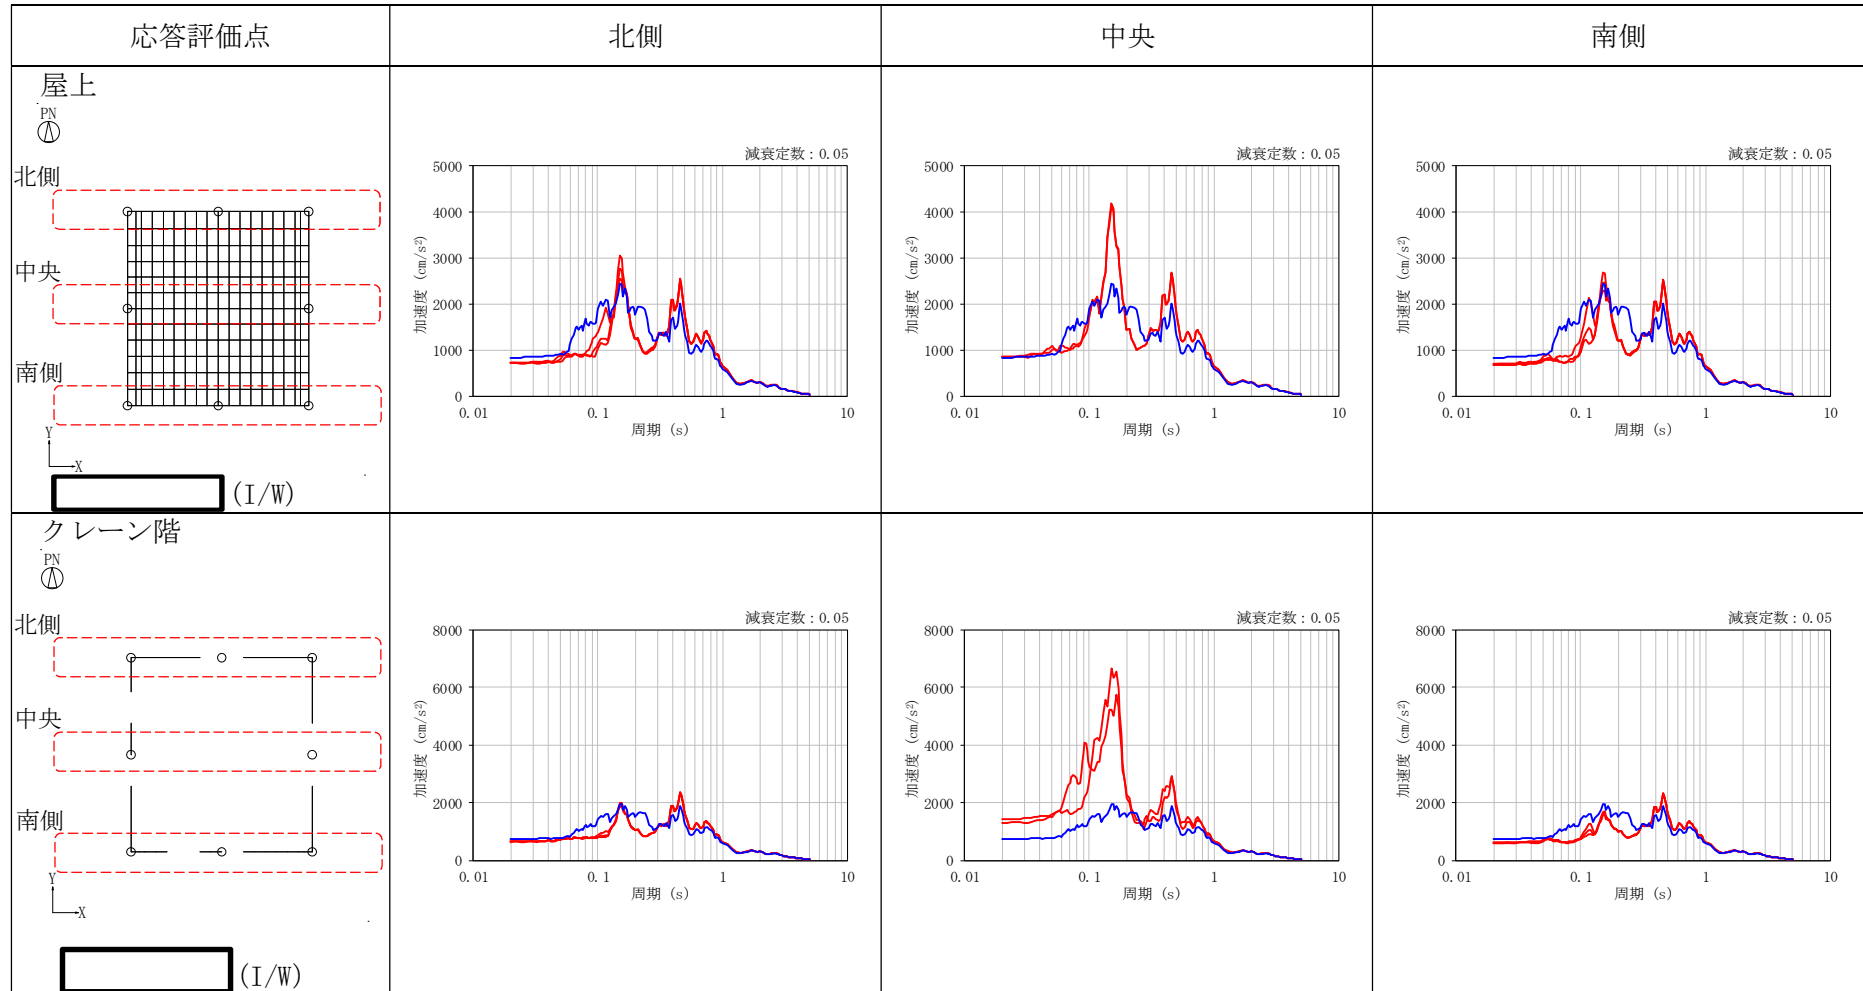 応答評価点
北側
中央
南側
屋上
PN
北側
中央
南側
Y
X
(I/W)
減衰定数：0.05
加速度 (cm/s²)
5000
4000
3000
2000
1000
0
0.01
0.1
1
10
周期 (s)
減衰定数：0.05
加速度 (cm/s²)
5000
4000
3000
2000
1000
0
0.01
0.1
1
10
周期 (s)
減衰定数：0.05
加速度 (cm/s²)
5000
4000
3000
2000
1000
0
0.01
0.1
1
10
周期 (s)
クレーン階
PN
北側
中央
南側
Y
X
(I/W)
減衰定数：0.05
加速度 (cm/s²)
8000
6000
4000
2000
0
0.01
0.1
1
10
周期 (s)
減衰定数：0.05
加速度 (cm/s²)
8000
6000
4000
2000
0
0.01
0.1
1
10
周期 (s)
減衰定数：0.05
加速度 (cm/s²)
8000
6000
4000
2000
0
0.01
0.1
1
10
周期 (s)